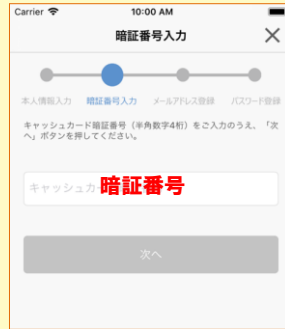 Carrier 10:00 AM
暗証番号入力
本人情報入力 暗証番号入力 メールアドレス登録 パスワード登録
キャッシュカード暗証番号（半角数字4桁）をご入力のうえ、「次
へ」ボタンを押してください。
キャッシュカ 暗証番号
次へ